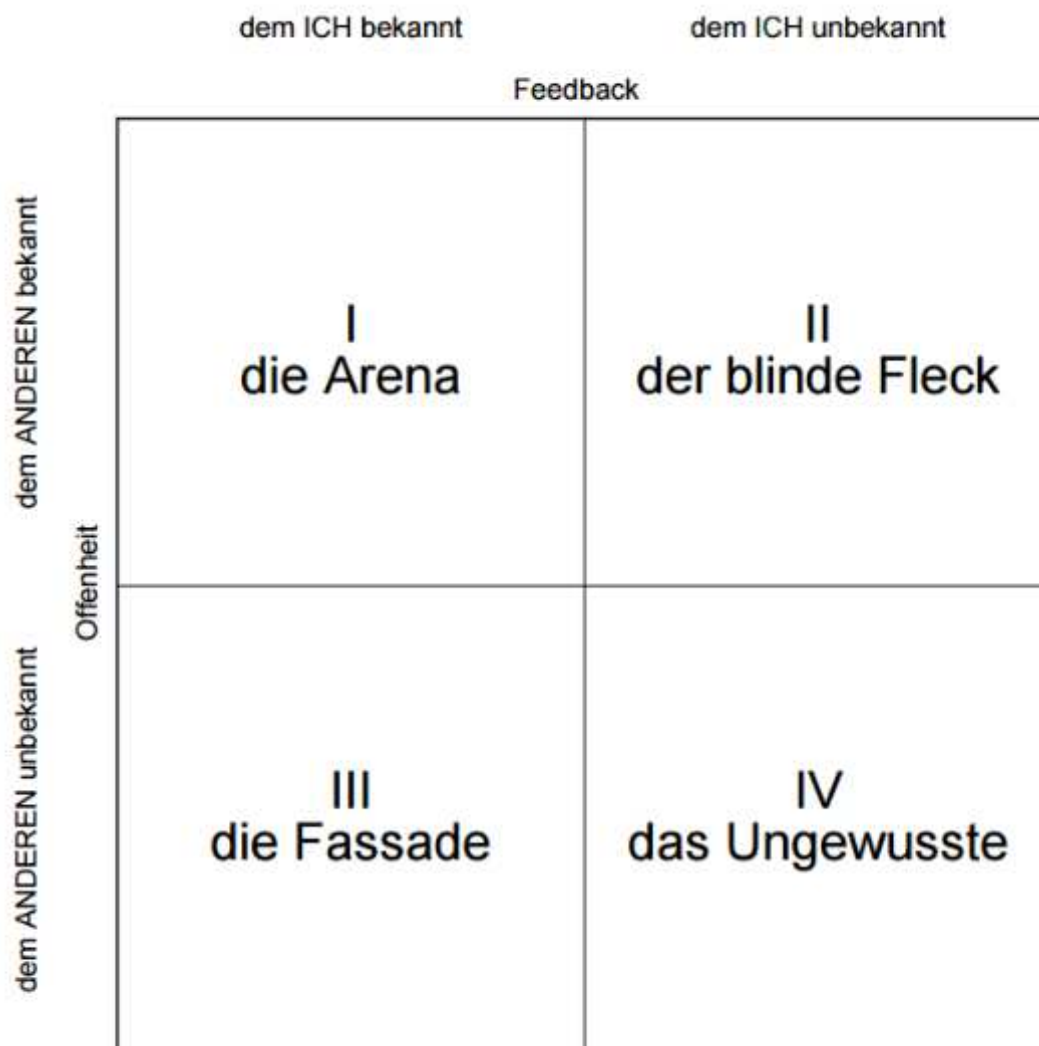 dem ICH bekannt
dem ICH unbekannt
Feedback
dem ANDEREN bekannt
I
die Arena
II
der blinde Fleck
Offenheit
dem ANDEREN unbekannt
III
die Fassade
IV
das Ungewusste